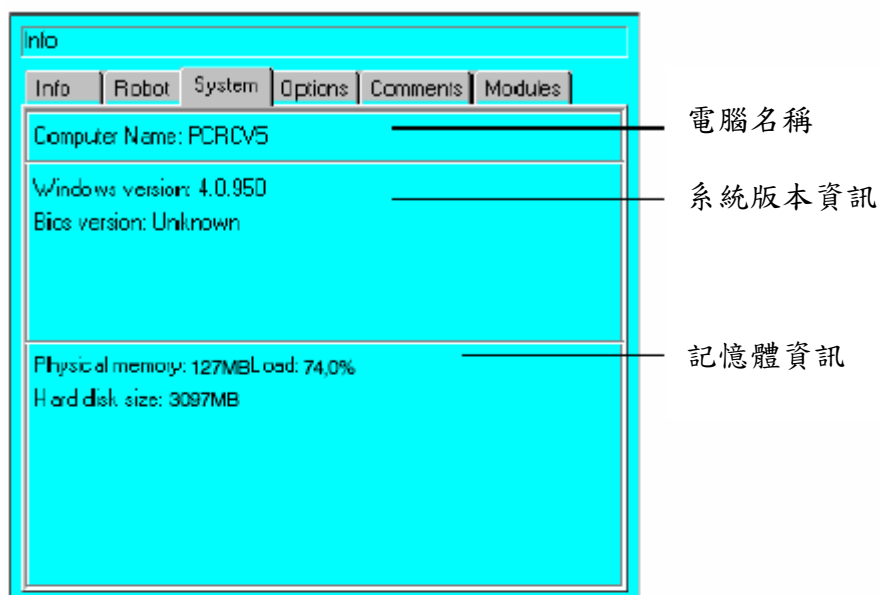 Info
Info Robot System Options Comments Modules
Computer Name: PCRCV5
電腦名稱
Windows version: 4.0.950
系統版本資訊
Bios version: Unknown
Physical memory: 127MBLoad: 74,0%
記憶體資訊
Hard disk size: 3097MB